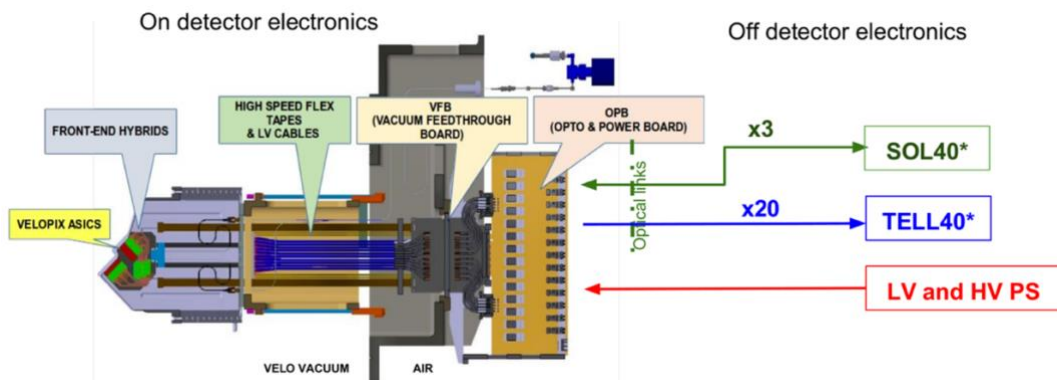 On detector electronics
Off detector electronics
FRONT-END HYBRIDS
HIGH SPEED FLEX
TAPES
& LV CABLES
VFB
(VACUUM FEEDTHROUGH
BOARD)
OPB
(OPTO & POWER BOARD)
VELOPIX ASICS
Optical links
x3
SOL40*
x20
TELL40*
LV and HV PS
VELO VACUUM
AIR